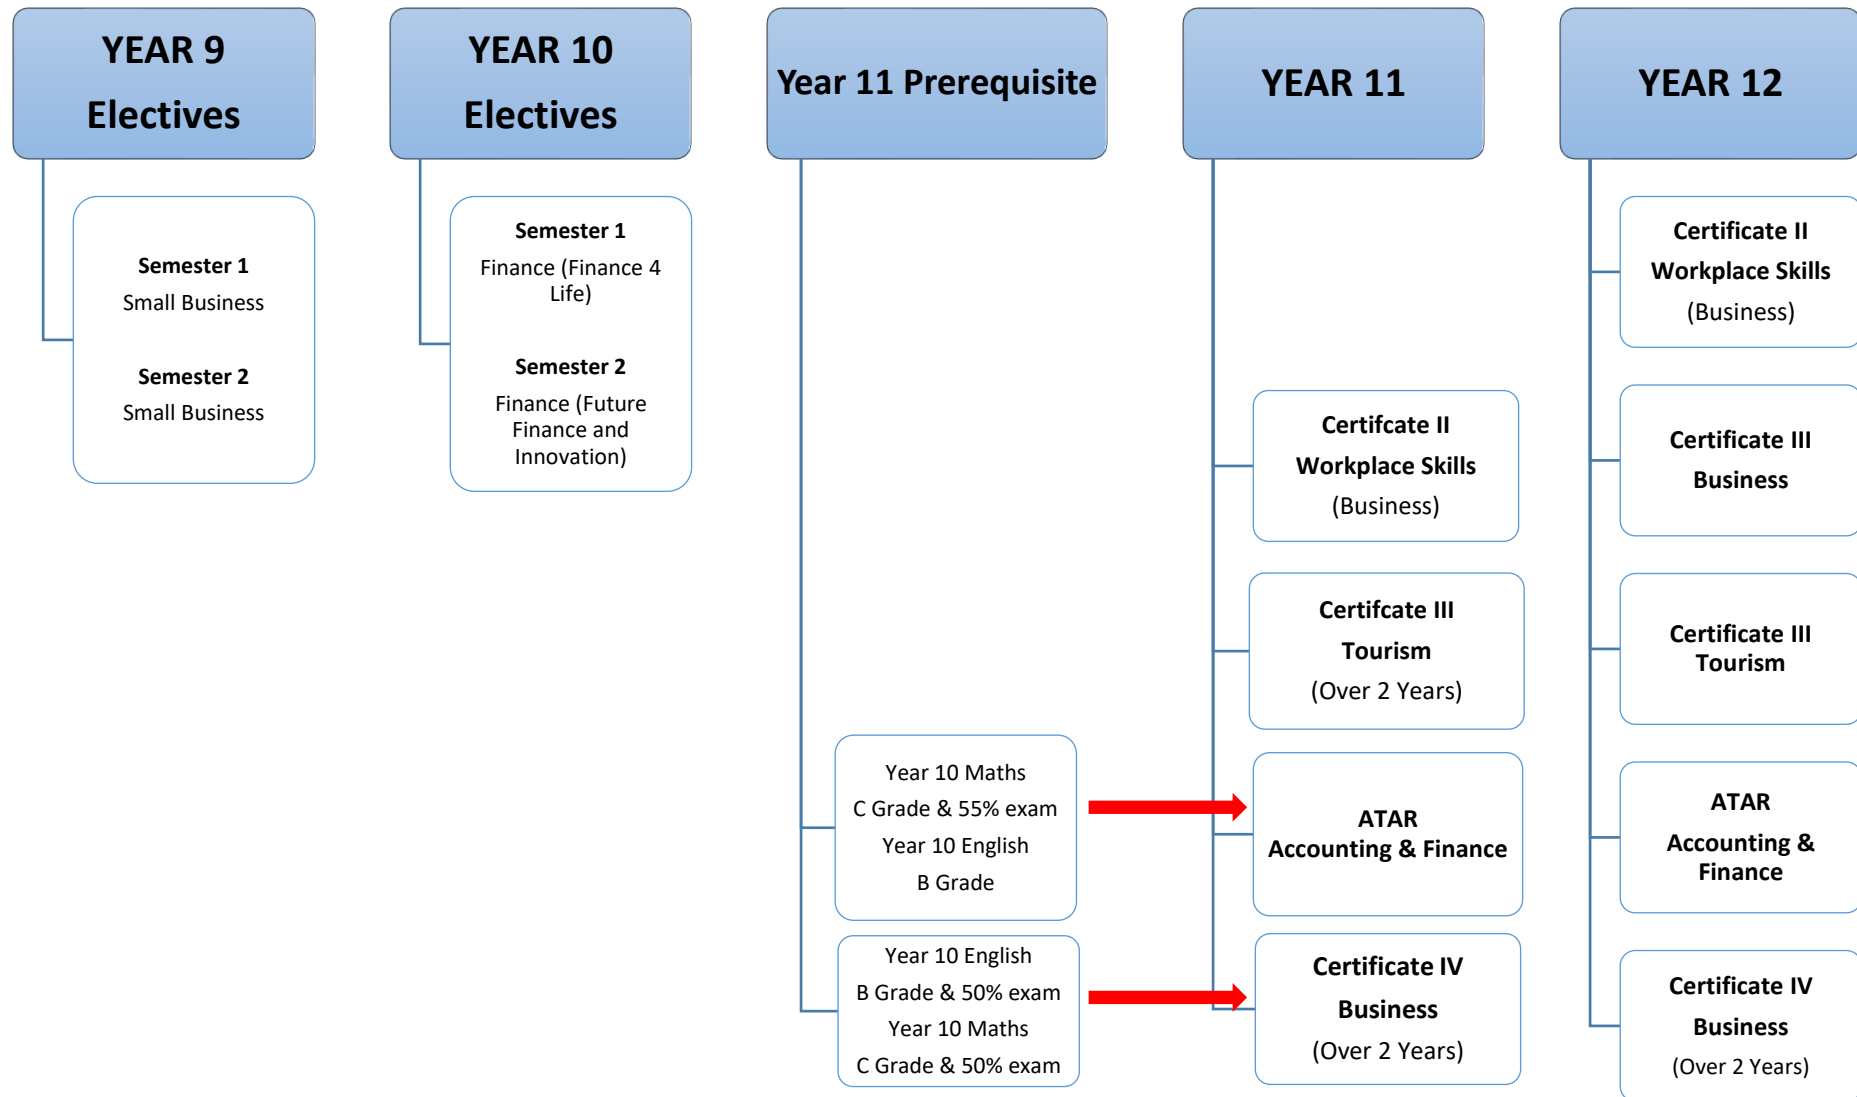 YEAR 9
Electives
Semester 1
Small Business
Semester 2
Small Business
YEAR 10
Electives
Semester 1
Finance (Finance 4
Life)
Semester 2
Finance (Future
Finance and
Innovation)
Year 11 Prerequisite
Year 10 Maths
C Grade & 55% exam
Year 10 English
B Grade
Year 10 English
B Grade & 50% exam
Year 10 Maths
C Grade & 50% exam
YEAR 11
Certifcate II
Workplace Skills
(Business)
Certifcate III
Tourism
(Over 2 Years)
ATAR
Accounting & Finance
Certificate IV
Business
(Over 2 Years)
YEAR 12
Certificate II
Workplace Skills
(Business)
Certificate III
Business
Certificate III
Tourism
ATAR
Accounting &
Finance
Certificate IV
Business
(Over 2 Years)